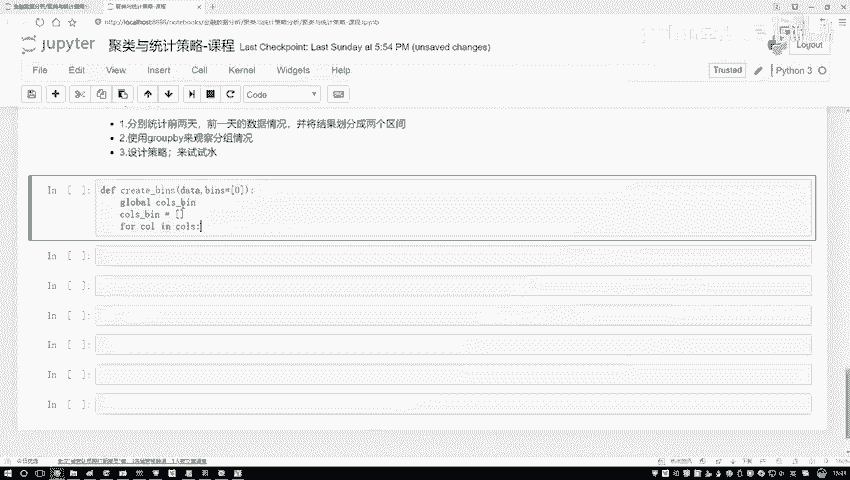 聚类与统计策略-课程
http://localhost:8888/notebooks/金融数据分析/聚类与统计策略分析/聚类与统计策略-课程.ipynb
jupyter 聚类与统计策略-课程 Last Checkpoint: Last Sunday at 5:54 PM (unsaved changes)
Logout
File Edit View Insert Cell Kernel Widgets Help
Trusted Python 3
Code
1.分别统计前两天，前一天的数据情况，并将结果划分成两个区间
2.使用groupby来观察分组情况
3.设计策略；来试试水
In [ ]: def create_bins(data,bins=[0]):
global cols_bin
cols_bin = []
for col in cols:
In [ ]:
In [ ]:
In [ ]:
In [ ]:
In [ ]:
In [ ]: